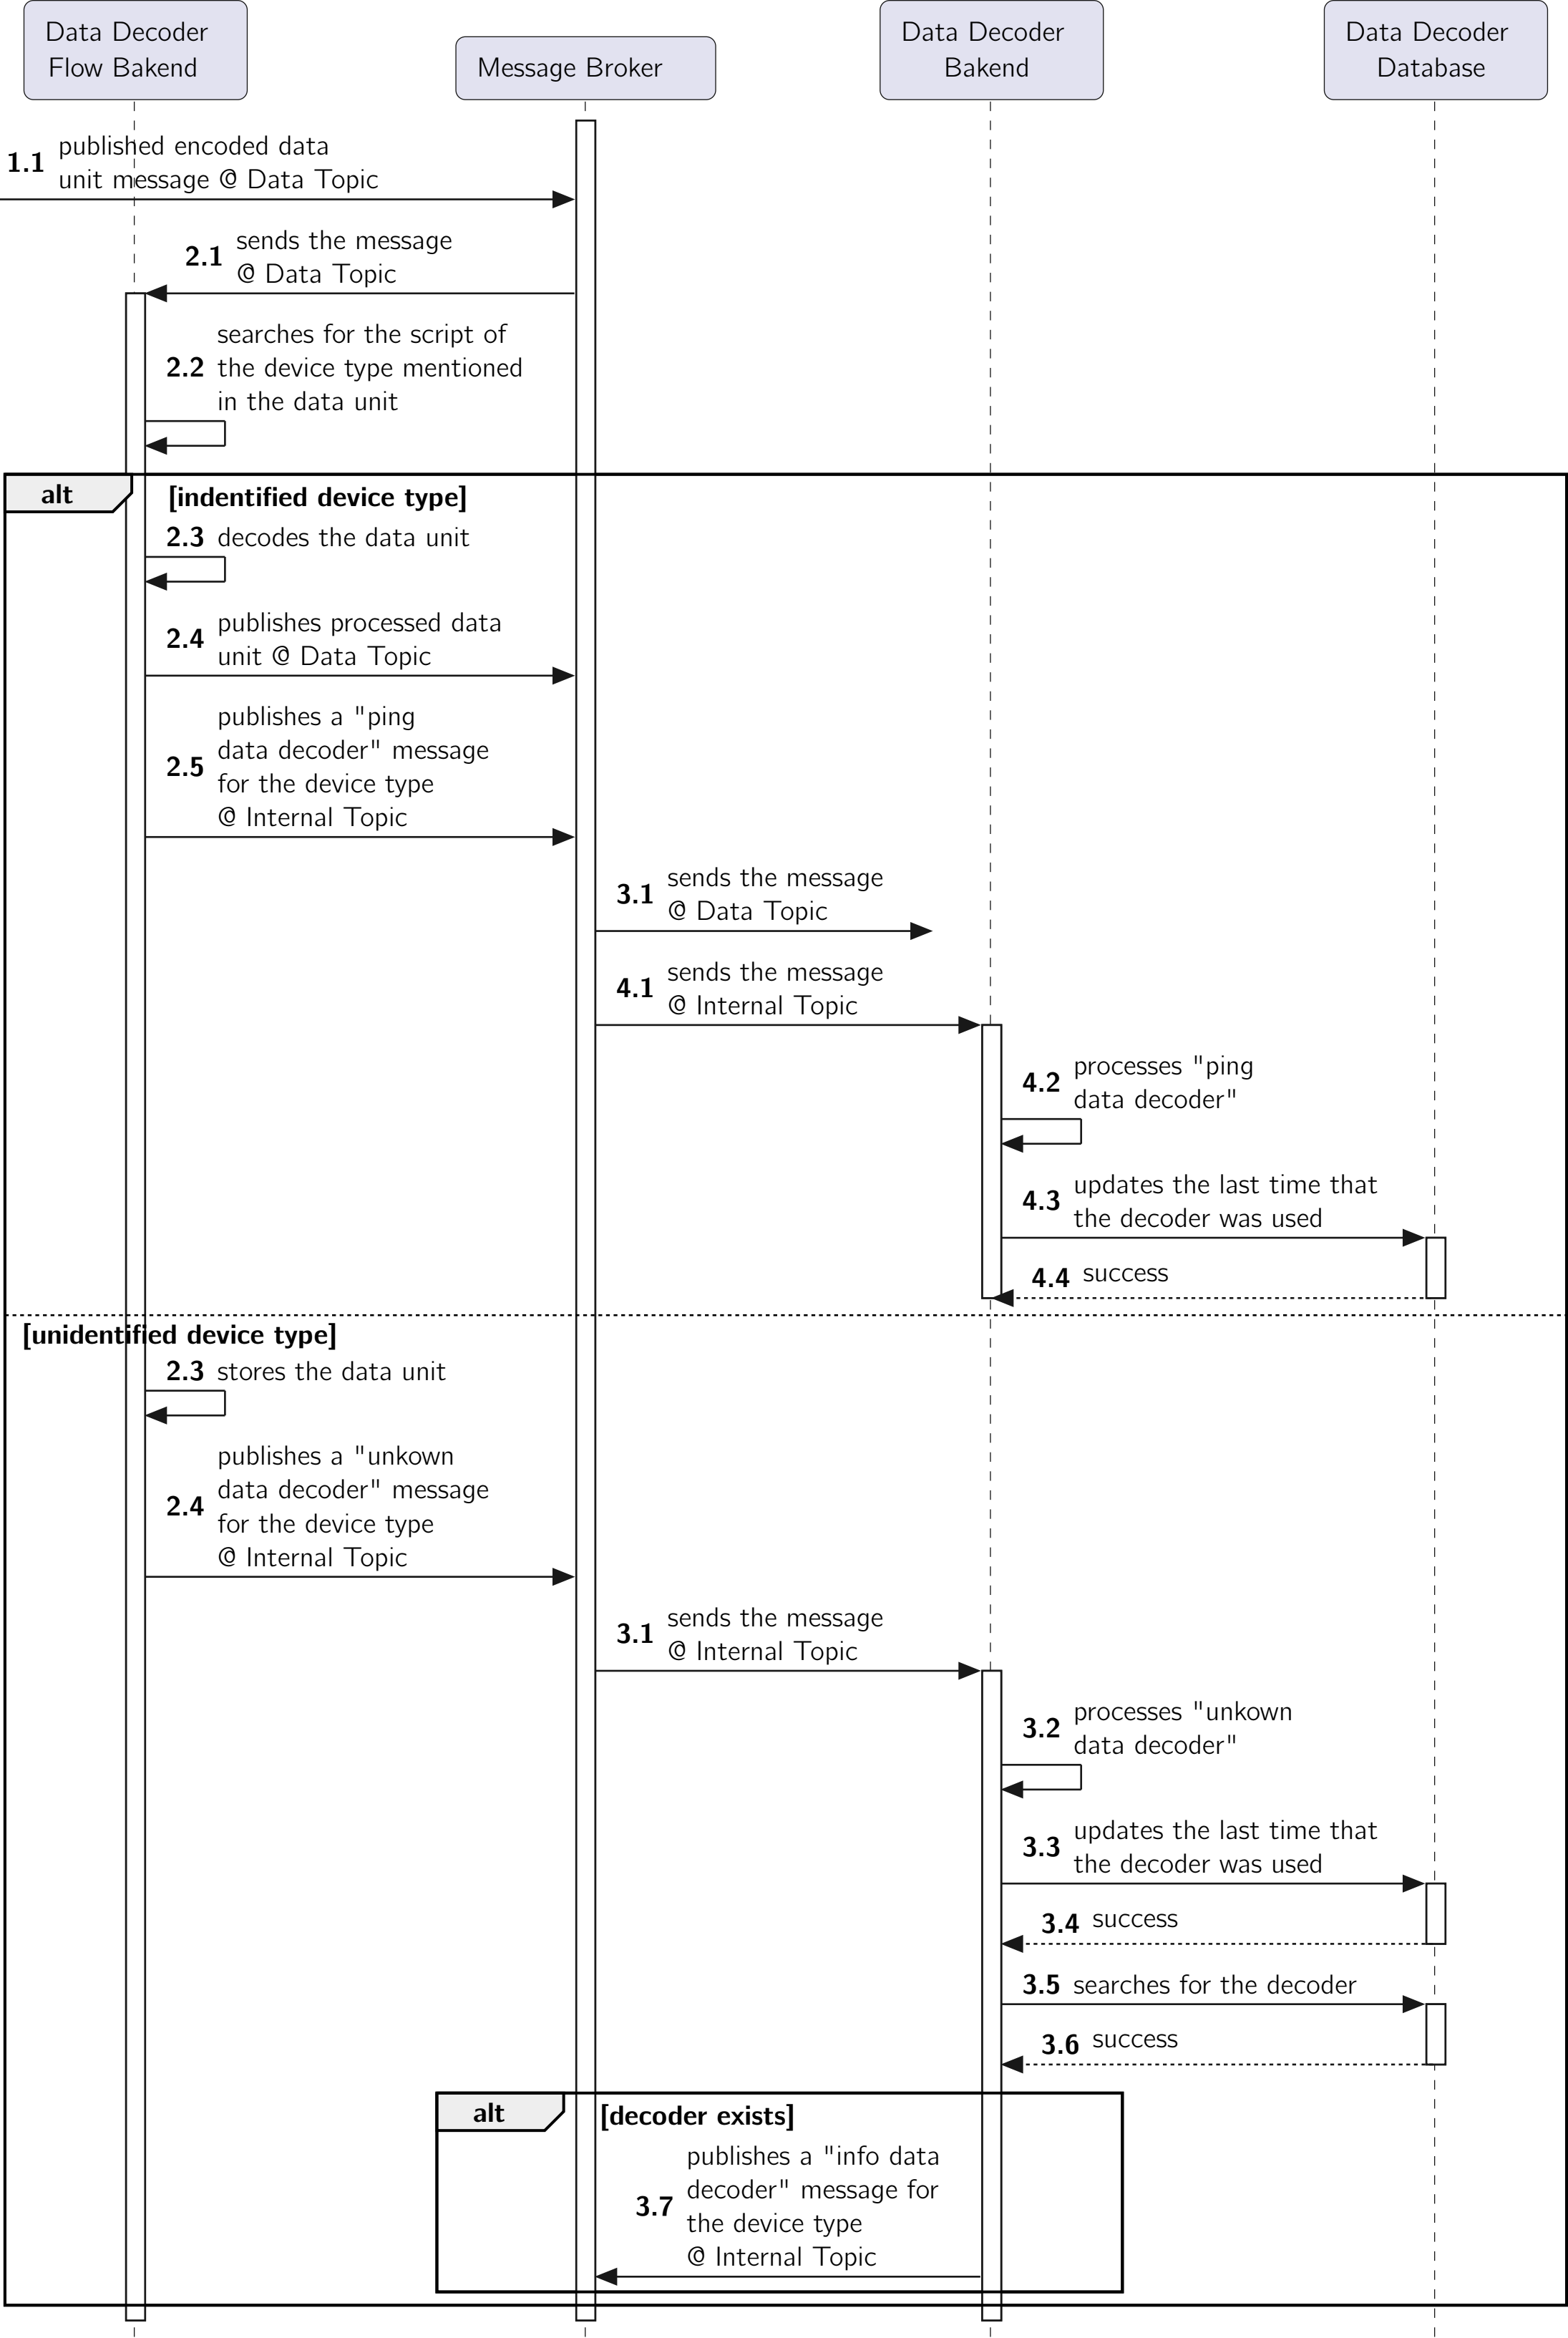 Data Decoder
Flow Bakend
Message Broker
Data Decoder
Bakend
Data Decoder
Database
1.1 published encoded data
unit message @ Data Topic
2.1 sends the message
@ Data Topic
2.2 searches for the script of
the device type mentioned
in the data unit
alt [indentified device type]
2.3 decodes the data unit
2.4 publishes processed data
unit @ Data Topic
2.5 publishes a "ping
data decoder" message
for the device type
@ Internal Topic
3.1 sends the message
@ Data Topic
4.1 sends the message
@ Internal Topic
4.2 processes "ping
data decoder"
4.3 updates the last time that
the decoder was used
4.4 success
[unidentified device type]
2.3 stores the data unit
2.4 publishes a "unkown
data decoder" message
for the device type
@ Internal Topic
3.1 sends the message
@ Internal Topic
3.2 processes "unkown
data decoder"
3.3 updates the last time that
the decoder was used
3.4 success
3.5 searches for the decoder
3.6 success
alt [decoder exists]
3.7 publishes a "info data
decoder" message for
the device type
@ Internal Topic